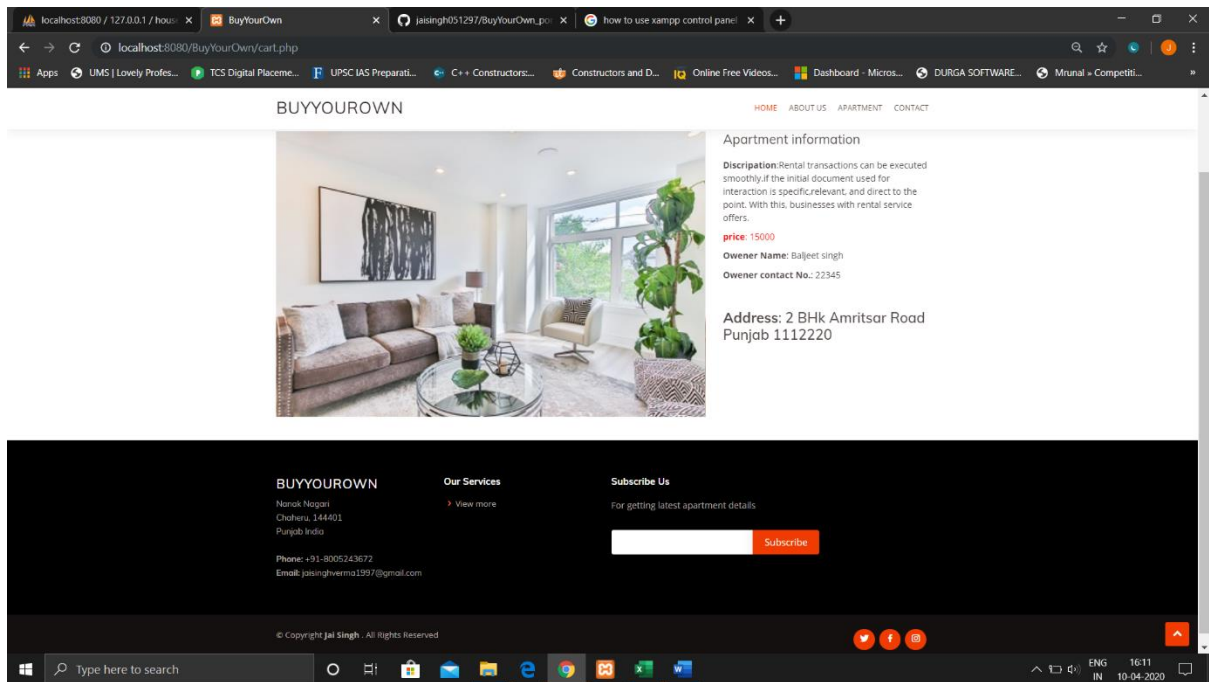 localhost:8080 / 127.0.0.1 / hous
BuyYourOwn
jaisingh051297/BuyYourOwn_po
how to use xampp control panel
localhost:8080/BuyYourOwn/cart.php
Apps
UMS | Lovely Profes...
TCS Digital Placeme...
UPSC IAS Preparati...
C++ Constructors:...
Constructors and D...
Online Free Videos...
Dashboard - Micros...
DURGA SOFTWARE...
Mrunal » Competiti...
BUYYOUROWN
HOME ABOUT US APARTMENT CONTACT
Apartment information
Discripation:Rental transactions can be executed
smoothly.if the initial document used for
interaction is specific,relevant, and direct to the
point. With this, businesses with rental service
offers.
price: 15000
Owener Name: Baljeet singh
Owener contact No.: 22345
Address: 2 BHk Amritsar Road
Punjab 1112220
BUYYOUROWN
Nanak Nagari
Chaheru, 144401
Punjab India
Phone: +91-8005243672
Email: jaisinghverma1997@gmail.com
Our Services
View more
Subscribe Us
For getting latest apartment details
Subscribe
© Copyright Jai Singh . All Rights Reserved
Type here to search
ENG
IN
16:11
10-04-2020